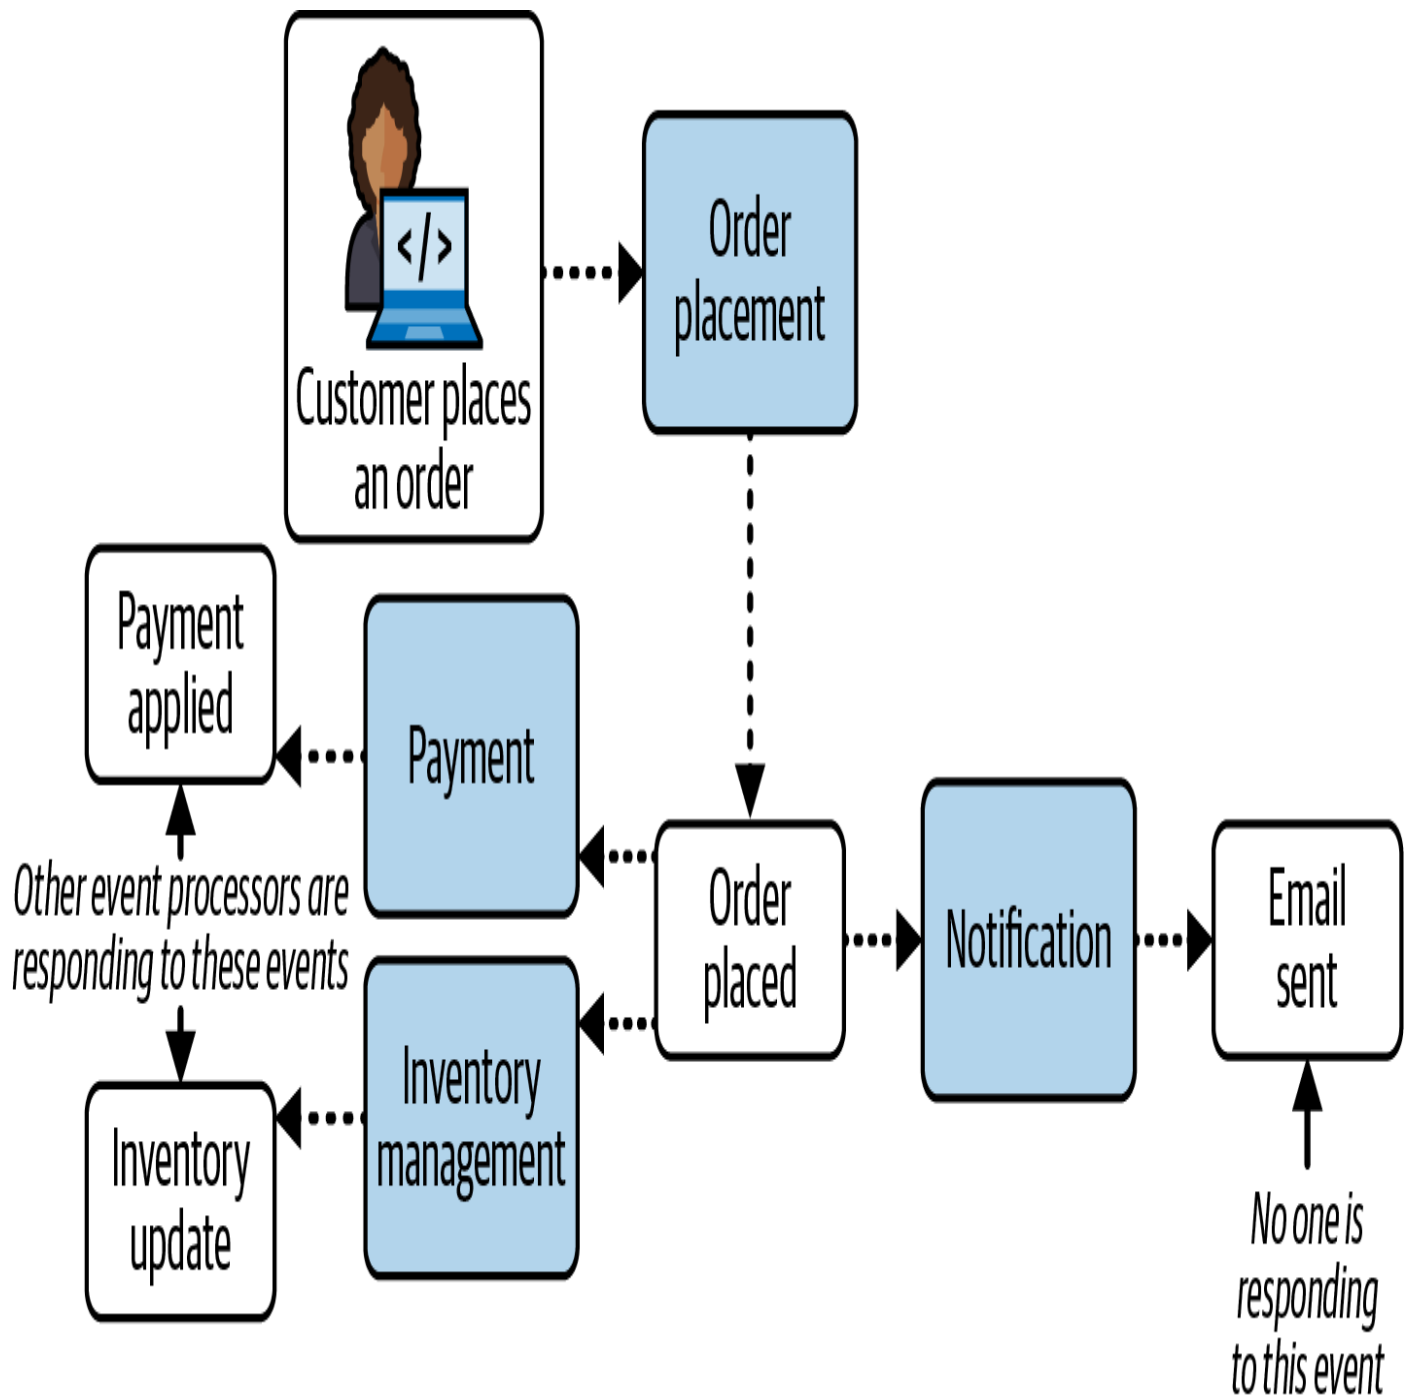 </>
Customer places
an order
Order
placement
Payment
applied
Payment
Other event processors are
responding to these events
Order
placed
Notification
Email
sent
Inventory
management
Inventory
update
No one is
responding
to this event